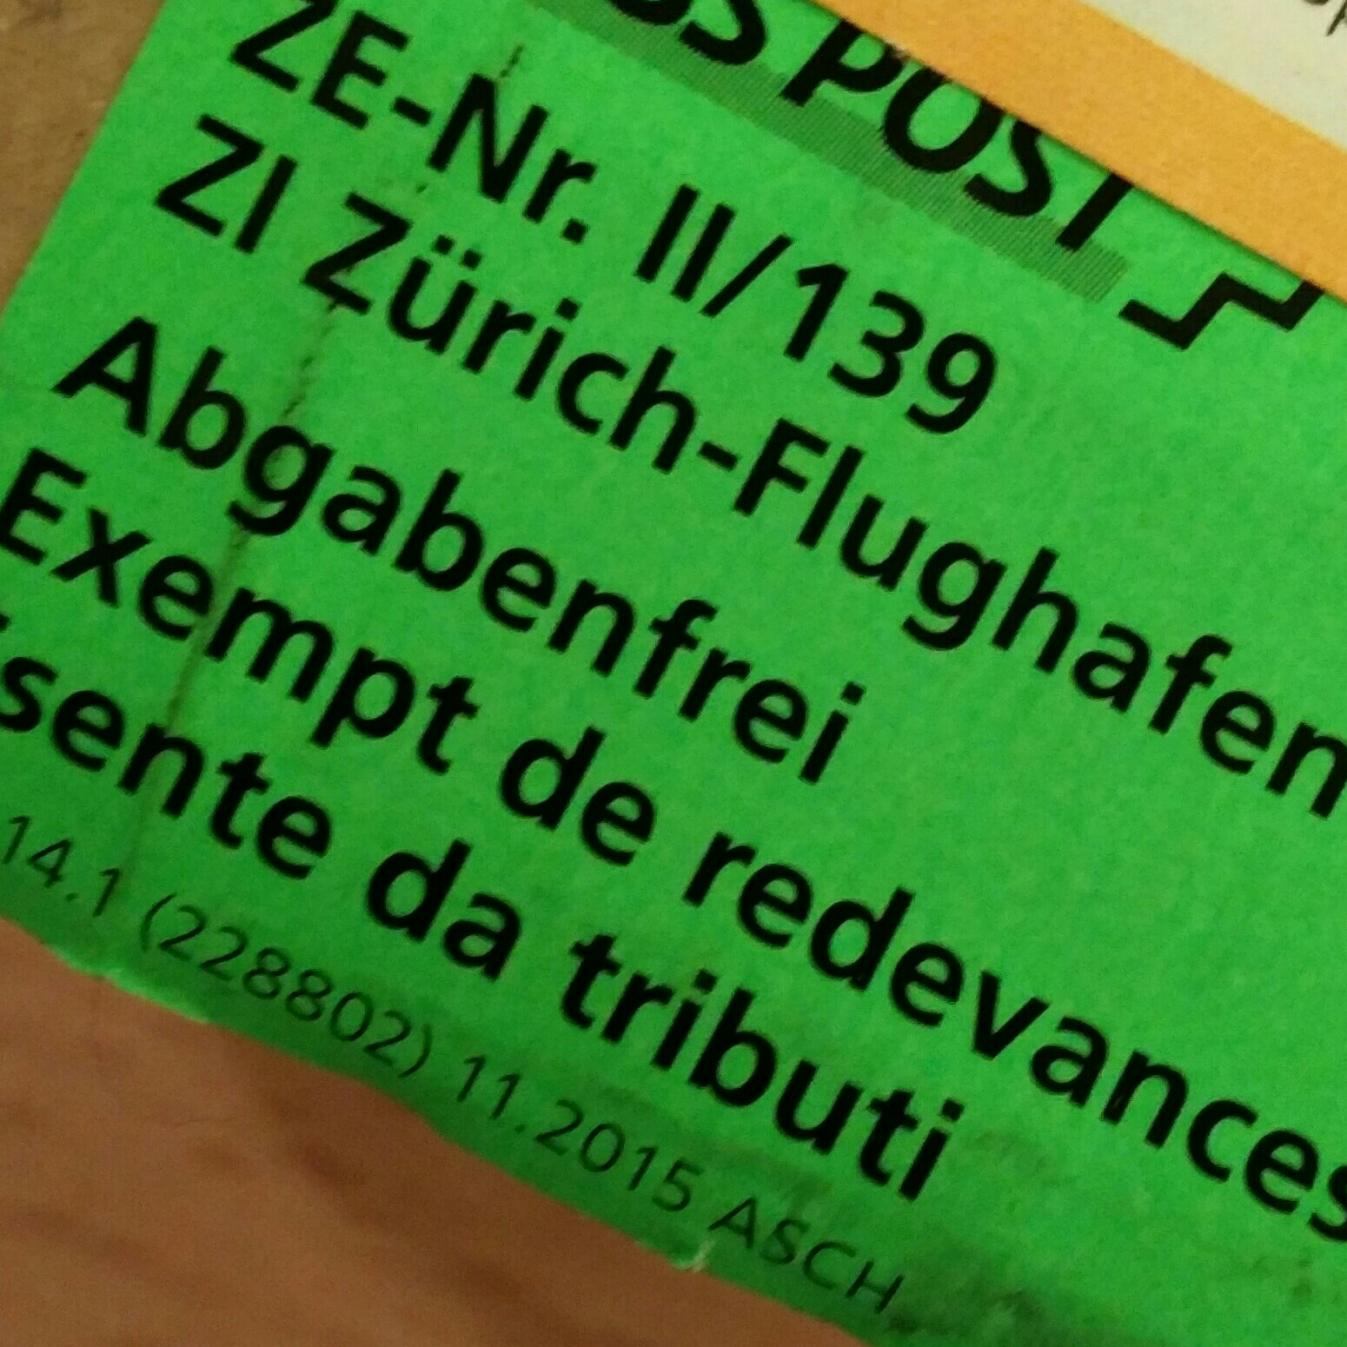 POST
ZE-Nr. II/139
ZI Zürich-Flughafen
Abgabenfrei
Exempt de redevances
sente da tributi
14.1 (228802) 11.2015 ASCH